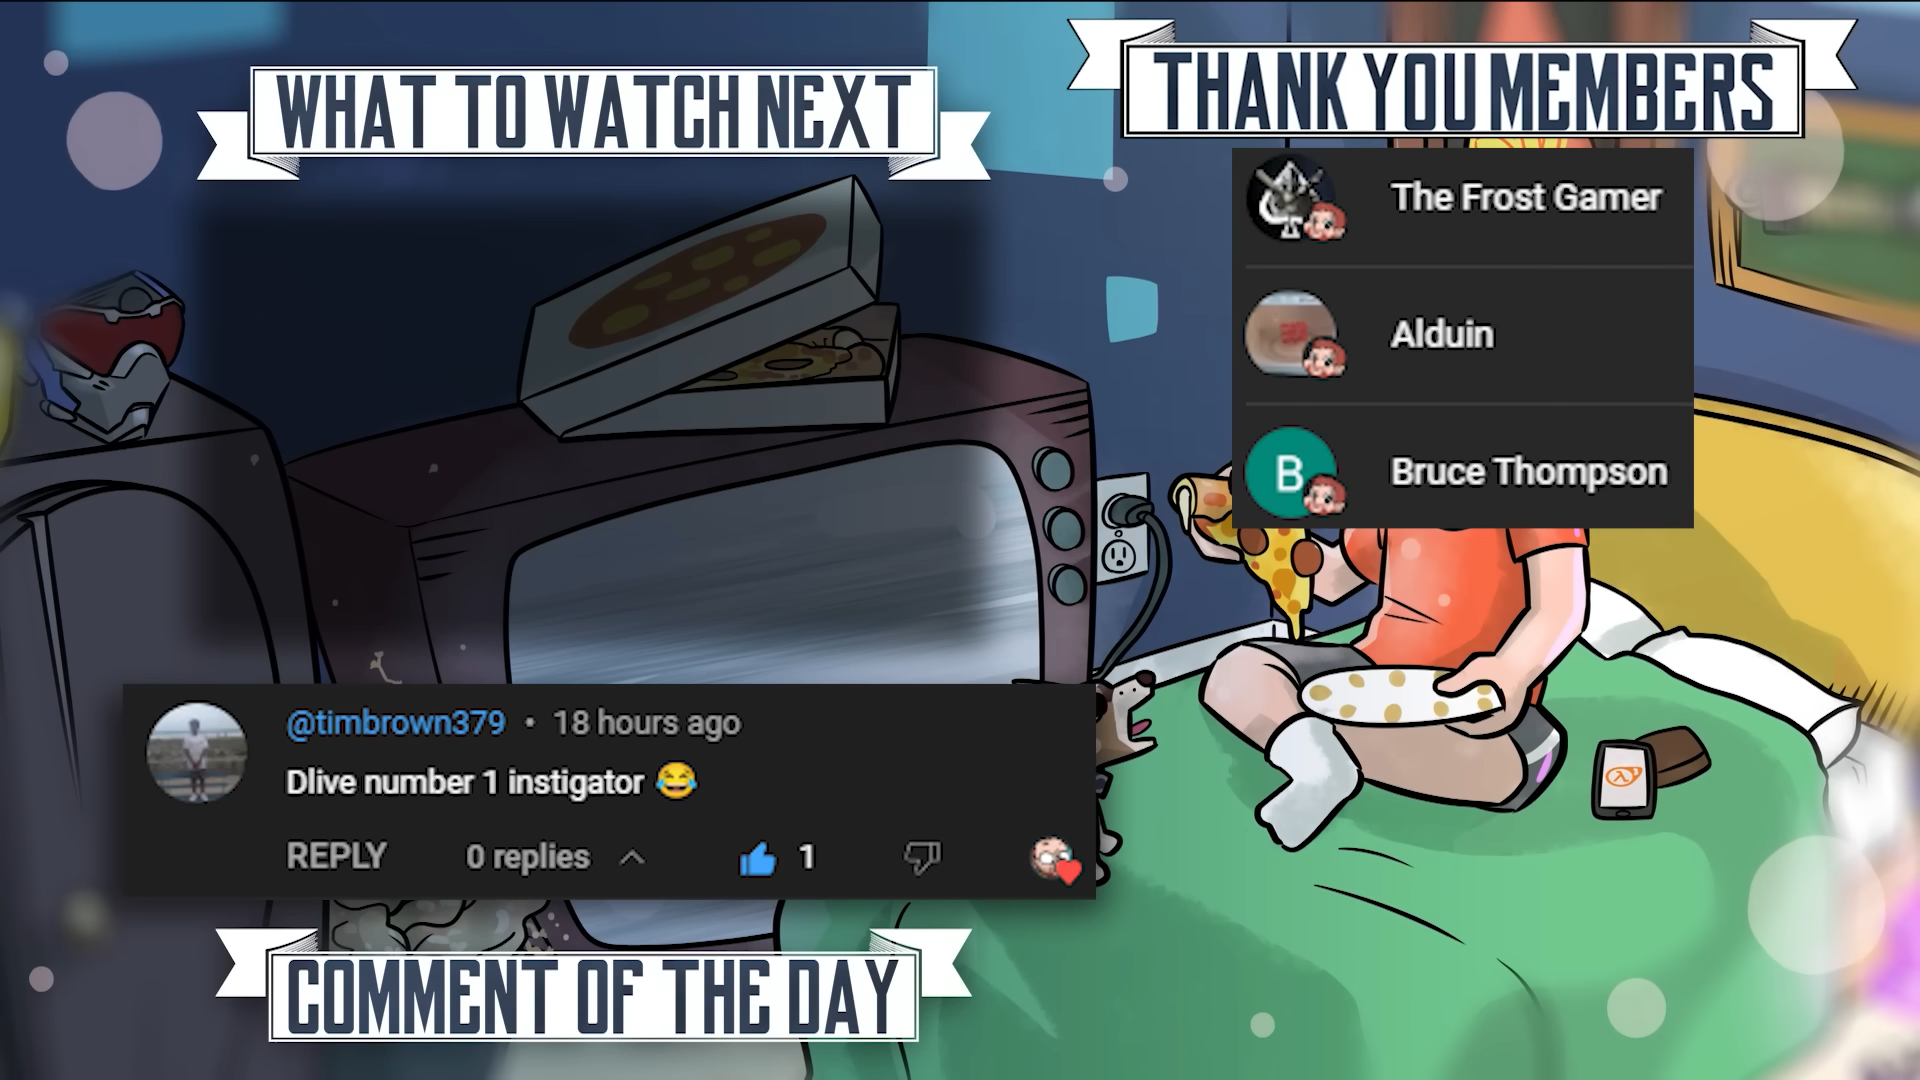 WHAT TO WATCH NEXT
THANK YOU MEMBERS
The Frost Gamer
Alduin
B
Bruce Thompson
@timbrown379 • 18 hours ago
Dlive number 1 instigator 😂
REPLY 0 replies 1
COMMENT OF THE DAY